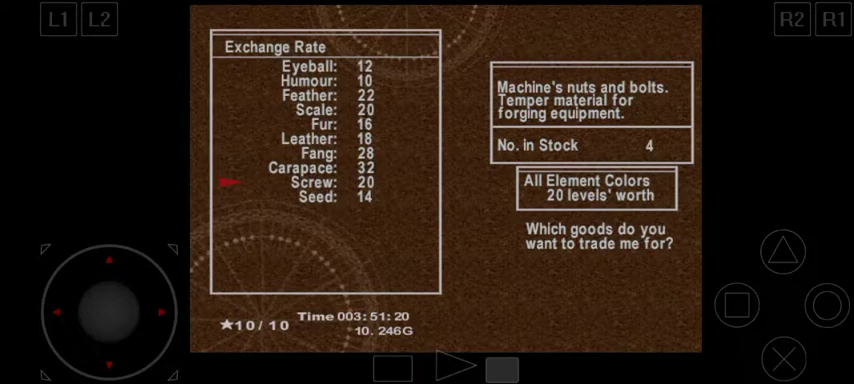 L1 L2
R2 R1
Exchange Rate
Eyeball: 12
Humour: 10
Feather: 22
Scale: 20
Fur: 16
Leather: 18
Fang: 28
Carapace: 32
Screw: 20
Seed: 14
Machine's nuts and bolts.
Temper material for
forging equipment.
No. in Stock 4
All Element Colors
20 levels' worth
Which goods do you
want to trade me for?
★10/10 Time 003:51:20
10. 246G